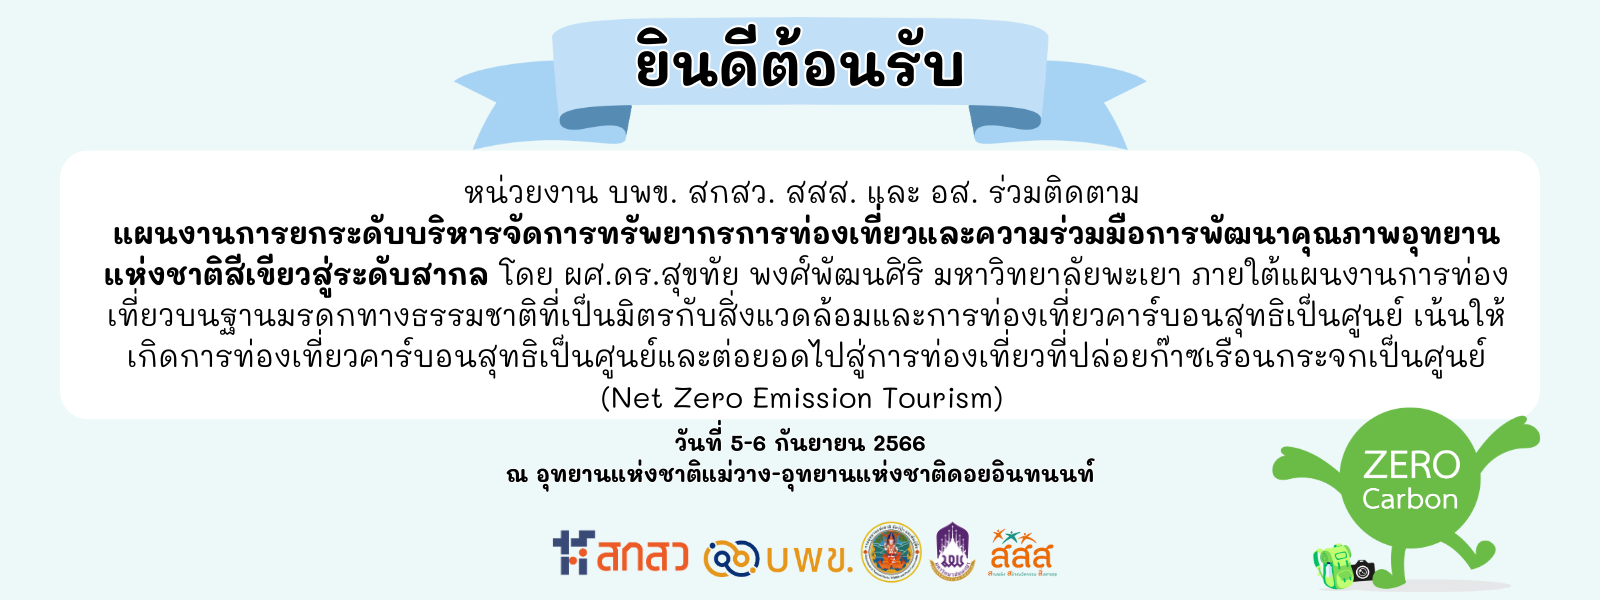 ยินดีต้อนรับ
หน่วยงาน บพข. สกสว. สสส. และ อส. ร่วมติดตาม
แผนงานการยกระดับบริหารจัดการทรัพยากรการท่องเที่ยวและความร่วมมือการพัฒนาคุณภาพอุทยาน
แห่งชาติสีเขียวสู่ระดับสากล โดย ผศ.ดร.สุขทัย พงศ์พัฒนศิริ มหาวิทยาลัยพะเยา ภายใต้แผนงานการท่อง
เที่ยวบนฐานมรดกทางธรรมชาติที่เป็นมิตรกับสิ่งแวดล้อมและการท่องเที่ยวคาร์บอนสุทธิเป็นศูนย์ เน้นให้
เกิดการท่องเที่ยวคาร์บอนสุทธิเป็นศูนย์และต่อยอดไปสู่การท่องเที่ยวที่ปล่อยก๊าซเรือนกระจกเป็นศูนย์
(Net Zero Emission Tourism)
วันที่ 5-6 กันยายน 2566
ณ อุทยานแห่งชาติแม่วาง-อุทยานแห่งชาติดอยอินทนนท์
ZERO
Carbon
สกสว
บพข.
สสส